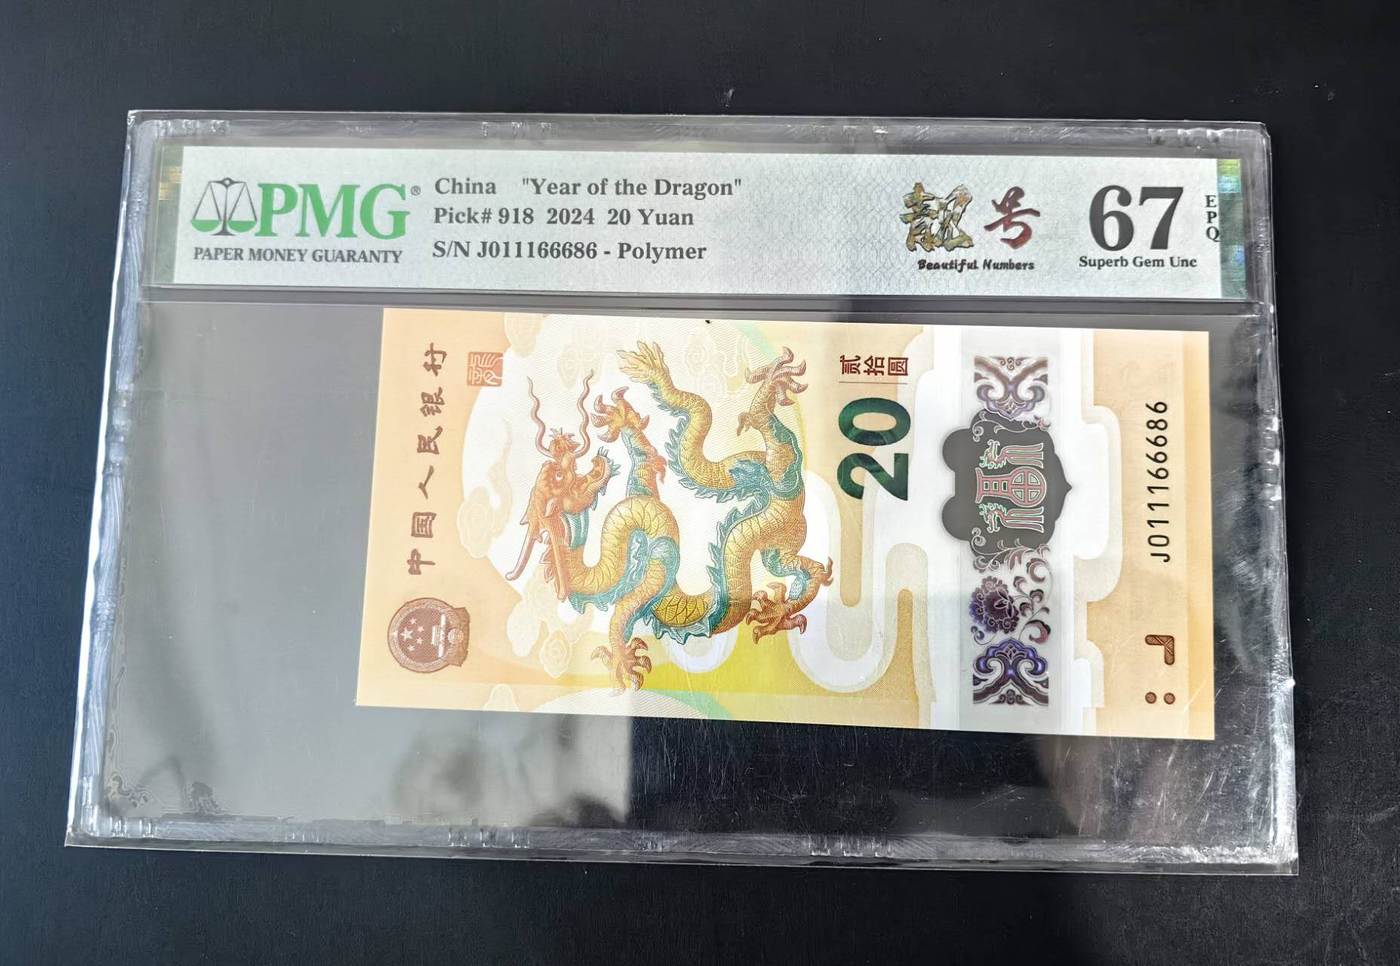 PMG®
PAPER MONEY GUARANTY
China "Year of the Dragon"
Pick# 918 2024 20 Yuan
S/N J011166686 - Polymer
靓号
Beautiful Numbers
67
EPQ
Superb Gem Unc
中国人民银行
贰拾圆
20
J011166686